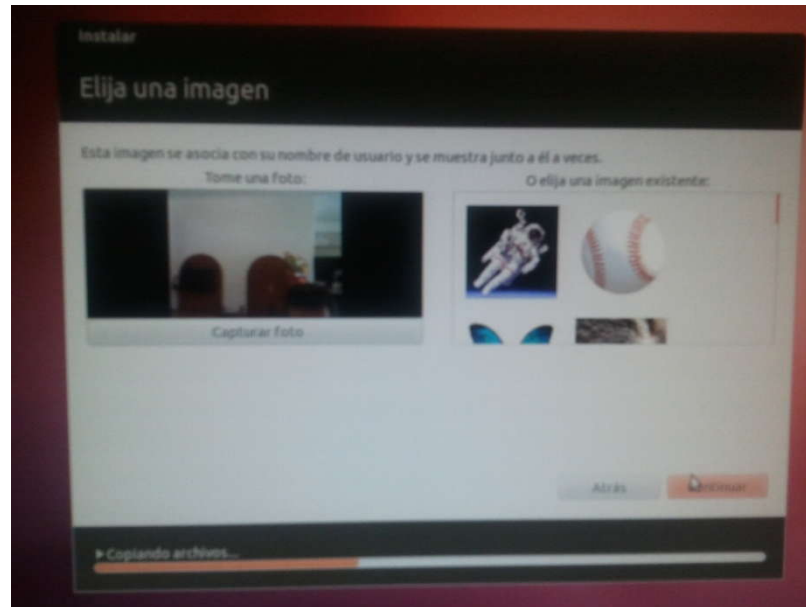 Instalar
Elija una imagen
Esta imagen se asocia con su nombre de usuario y se muestra junto a él a veces.
Tome una foto:
O elija una imagen existente:
Capturar foto
Atrás
Continuar
Copiando archivos...